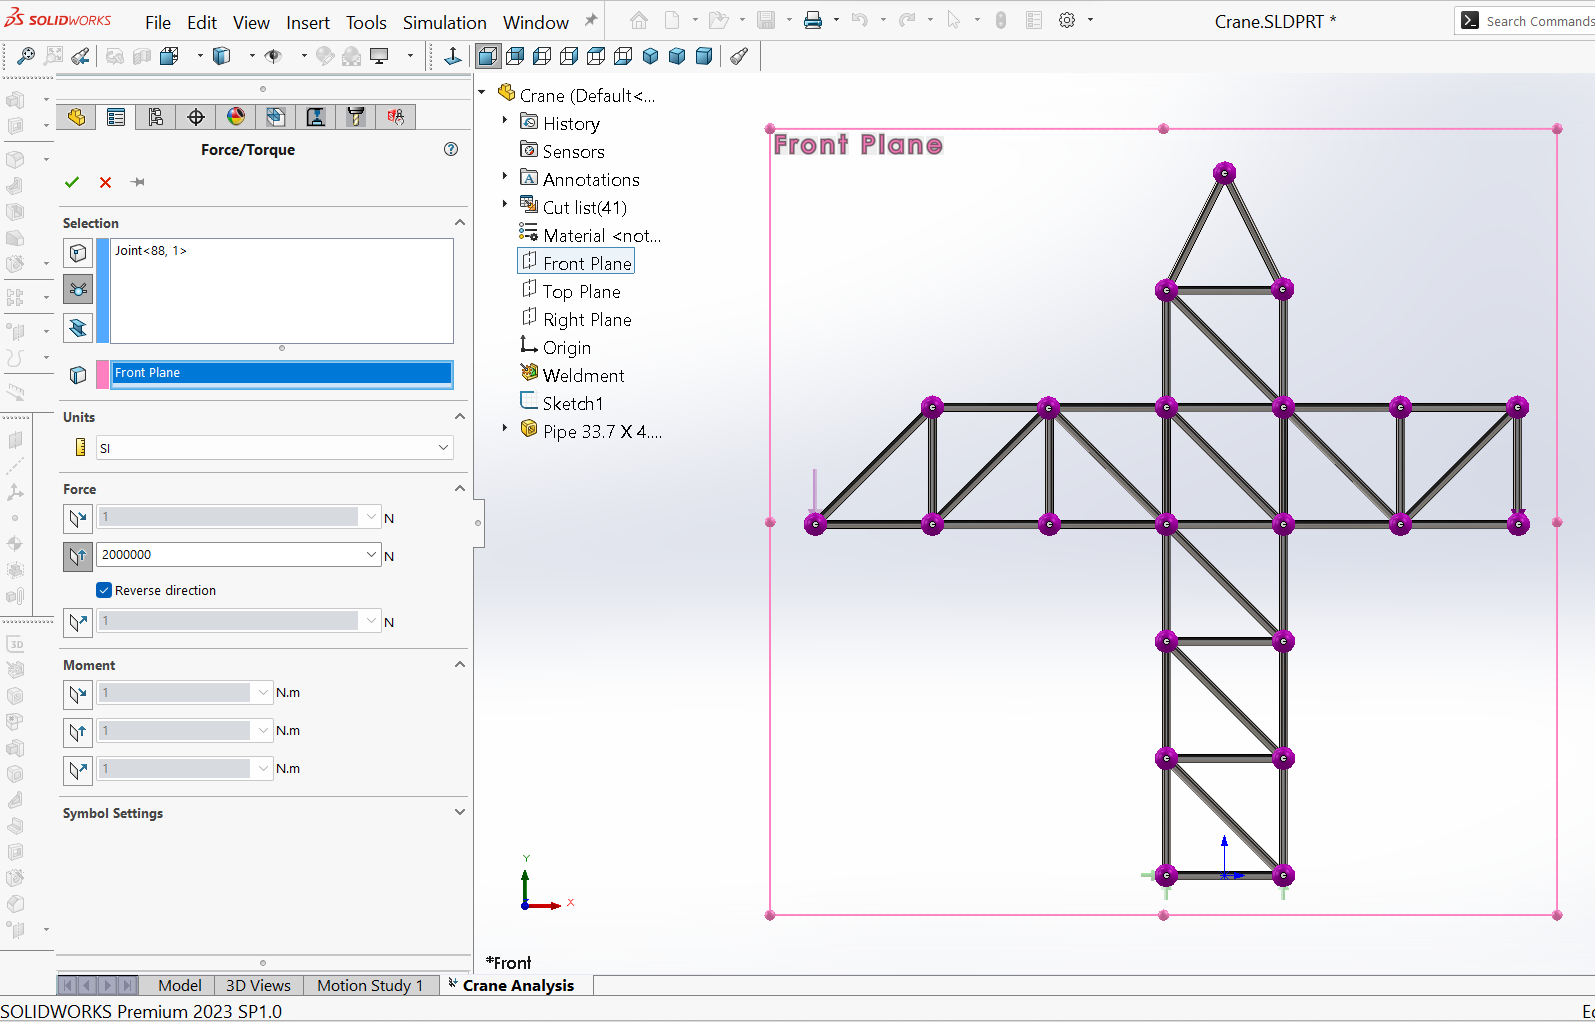 SOLIDWORKS
File Edit View Insert Tools Simulation Window
Crane.SLDPRT *
Search Commands
Force/Torque
Selection
Joint<88, 1>
Front Plane
Units
SI
Force
1 N
2000000 N
Reverse direction
1 N
Moment
1 N.m
1 N.m
1 N.m
Symbol Settings
Crane (Default<...
History
Sensors
Annotations
Cut list(41)
Material <not...
Front Plane
Top Plane
Right Plane
Origin
Weldment
Sketch1
Pipe 33.7 X 4....
Front Plane
Y
X
*Front
Model 3D Views Motion Study 1 Crane Analysis
SOLIDWORKS Premium 2023 SP1.0